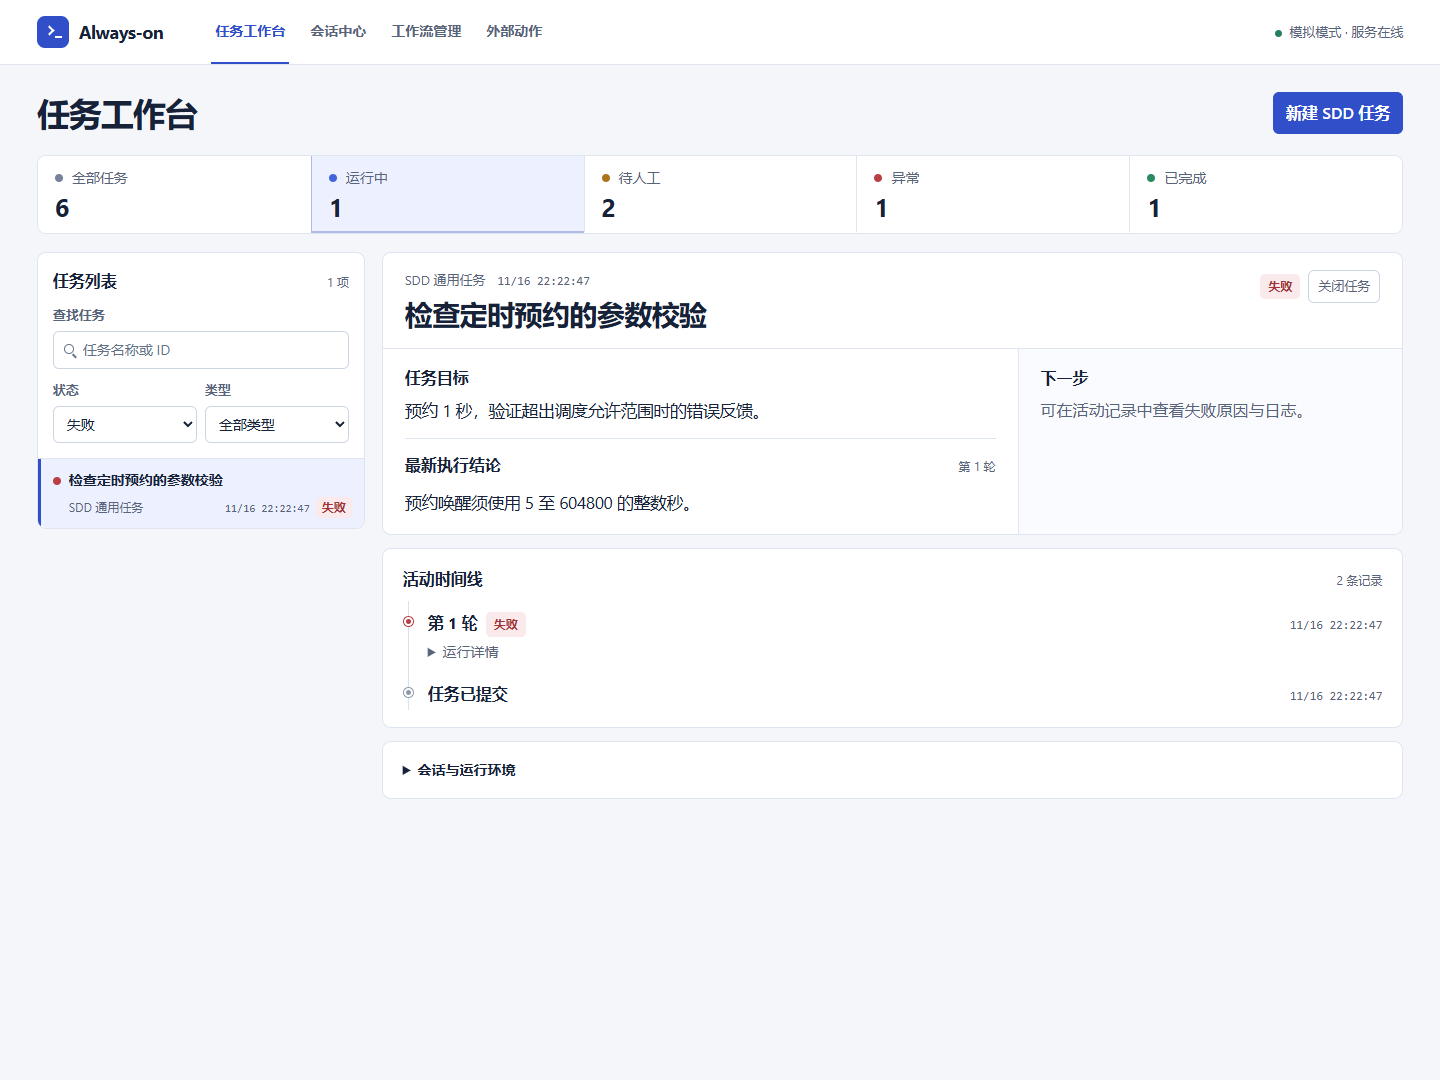 Always-on
任务工作台
会话中心
工作流管理
外部动作
模拟模式 · 服务在线
任务工作台
新建 SDD 任务
全部任务
6
运行中
1
待人工
2
异常
1
已完成
1
任务列表
1 项
查找任务
任务名称或 ID
状态
类型
失败
全部类型
检查定时预约的参数校验
SDD 通用任务
11/16 22:22:47
失败
SDD 通用任务
11/16 22:22:47
检查定时预约的参数校验
失败
关闭任务
任务目标
预约 1 秒，验证超出调度允许范围时的错误反馈。
最新执行结论
第 1 轮
预约唤醒须使用 5 至 604800 的整数秒。
下一步
可在活动记录中查看失败原因与日志。
活动时间线
2 条记录
第 1 轮
失败
11/16 22:22:47
运行详情
任务已提交
11/16 22:22:47
会话与运行环境